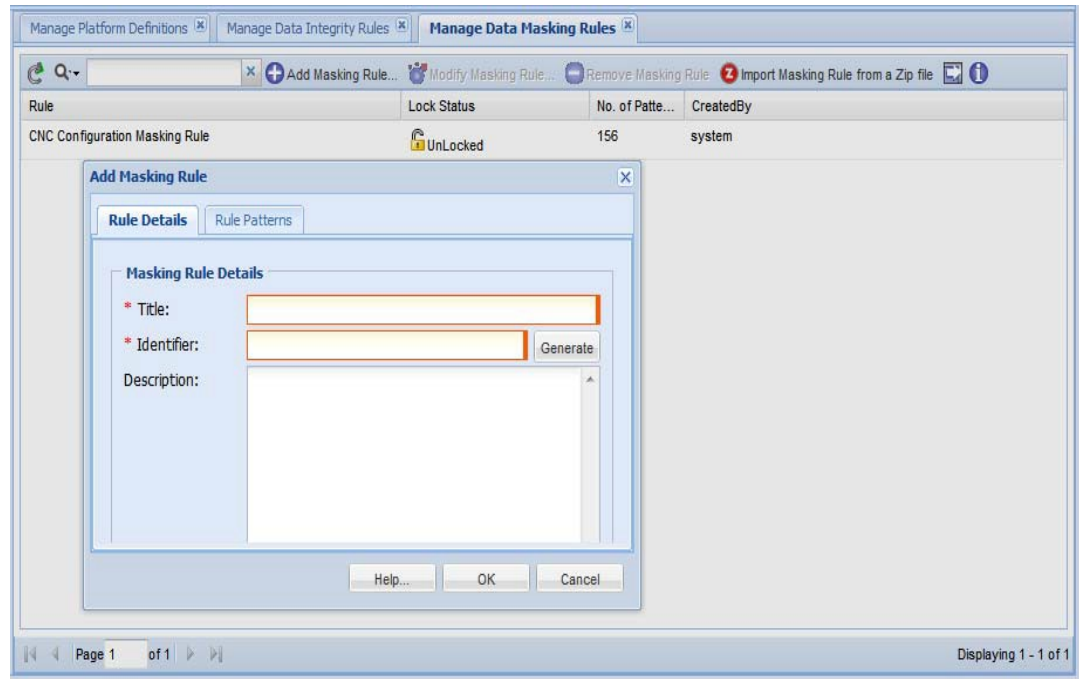 Manage Platform Definitions Manage Data Integrity Rules Manage Data Masking Rules
Add Masking Rule... Modify Masking Rule... Remove Masking Rule Import Masking Rule from a Zip file
Rule Lock Status No. of Patte... CreatedBy
CNC Configuration Masking Rule UnLocked 156 system
Add Masking Rule
Rule Details Rule Patterns
Masking Rule Details
* Title:
* Identifier: Generate
Description:
Help... OK Cancel
Page 1 of 1 Displaying 1 - 1 of 1